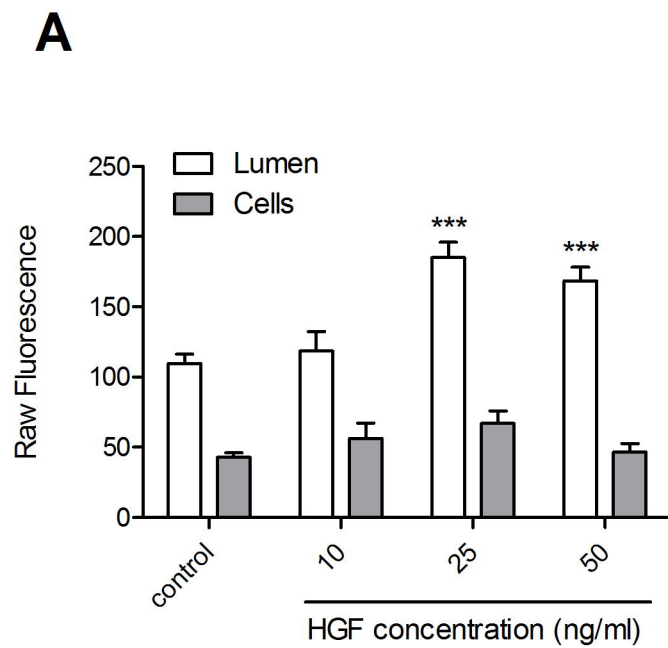 A
Lumen
Cells
250
200
150
100
50
0
Raw Fluorescence
***
***
control
10
25
50
HGF concentration (ng/ml)